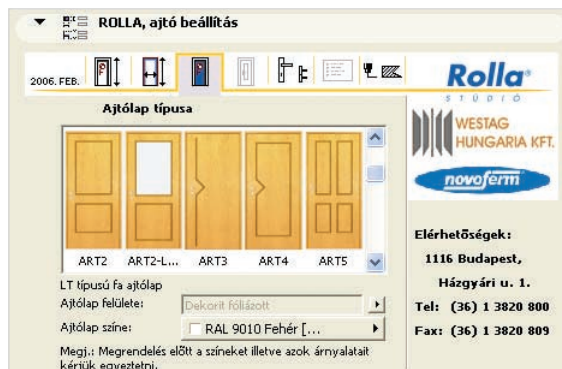 ROLLA, ajtó beállítás
2006. FEB.
Ajtólap típusa
ART2 ART2-L... ART3 ART4 ART5
LT típusú fa ajtólap
Ajtólap felülete: Dekorit fóliázott
Ajtólap színe: RAL 9010 Fehér [...
Megj.: Megrendelés előtt a színeket illetve azok árnyalatait
kérjük egyeztetni.
Rolla®
STÚDIÓ
WESTAG
HUNGARIA KFT.
novoferm
Elérhetőségek:
1116 Budapest,
Házgyári u. 1.
Tel: (36) 1 3820 800
Fax: (36) 1 3820 809